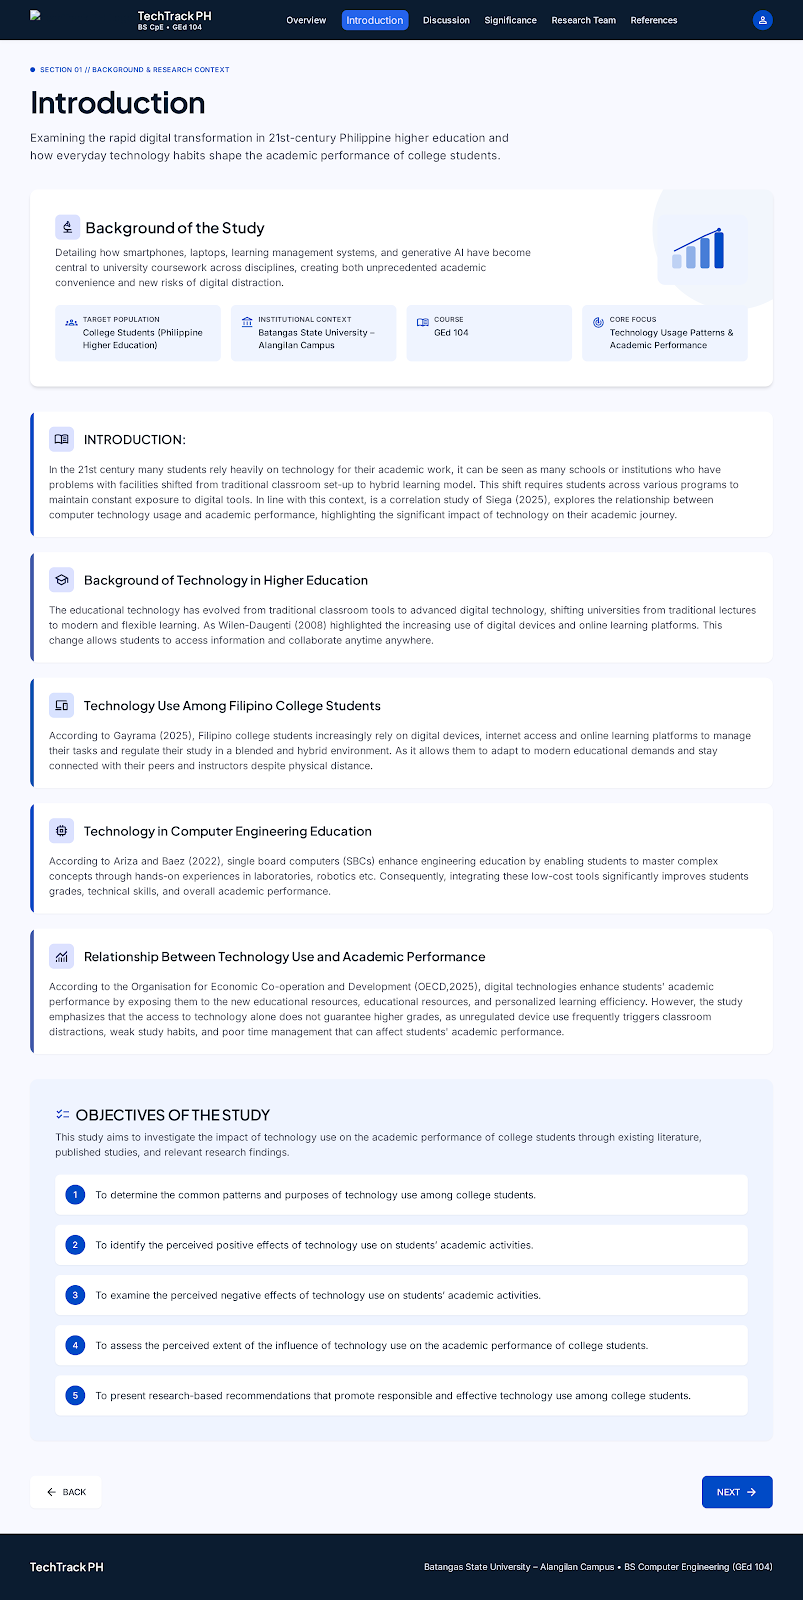 TechTrack PH
BS CpE • GEd 104
Overview
Introduction
Discussion
Significance
Research Team
References
SECTION 01 // BACKGROUND & RESEARCH CONTEXT
Introduction
Examining the rapid digital transformation in 21st-century Philippine higher education and
how everyday technology habits shape the academic performance of college students.
Background of the Study
Detailing how smartphones, laptops, learning management systems, and generative AI have become
central to university coursework across disciplines, creating both unprecedented academic
convenience and new risks of digital distraction.
TARGET POPULATION
College Students (Philippine
Higher Education)
INSTITUTIONAL CONTEXT
Batangas State University –
Alangilan Campus
COURSE
GEd 104
CORE FOCUS
Technology Usage Patterns &
Academic Performance
INTRODUCTION:
In the 21st century many students rely heavily on technology for their academic work, it can be seen as many schools or institutions who have
problems with facilities shifted from traditional classroom set-up to hybrid learning model. This shift requires students across various programs to
maintain constant exposure to digital tools. In line with this context, is a correlation study of Siega (2025), explores the relationship between
computer technology usage and academic performance, highlighting the significant impact of technology on their academic journey.
Background of Technology in Higher Education
The educational technology has evolved from traditional classroom tools to advanced digital technology, shifting universities from traditional lectures
to modern and flexible learning. As Wilen-Daugenti (2008) highlighted the increasing use of digital devices and online learning platforms. This
change allows students to access information and collaborate anytime anywhere.
Technology Use Among Filipino College Students
According to Gayrama (2025), Filipino college students increasingly rely on digital devices, internet access and online learning platforms to manage
their tasks and regulate their study in a blended and hybrid environment. As it allows them to adapt to modern educational demands and stay
connected with their peers and instructors despite physical distance.
Technology in Computer Engineering Education
According to Ariza and Baez (2022), single board computers (SBCs) enhance engineering education by enabling students to master complex
concepts through hands-on experiences in laboratories, robotics etc. Consequently, integrating these low-cost tools significantly improves students
grades, technical skills, and overall academic performance.
Relationship Between Technology Use and Academic Performance
According to the Organisation for Economic Co-operation and Development (OECD,2025), digital technologies enhance students' academic
performance by exposing them to the new educational resources, educational resources, and personalized learning efficiency. However, the study
emphasizes that the access to technology alone does not guarantee higher grades, as unregulated device use frequently triggers classroom
distractions, weak study habits, and poor time management that can affect students' academic performance.
OBJECTIVES OF THE STUDY
This study aims to investigate the impact of technology use on the academic performance of college students through existing literature,
published studies, and relevant research findings.
1 To determine the common patterns and purposes of technology use among college students.
2 To identify the perceived positive effects of technology use on students’ academic activities.
3 To examine the perceived negative effects of technology use on students’ academic activities.
4 To assess the perceived extent of the influence of technology use on the academic performance of college students.
5 To present research-based recommendations that promote responsible and effective technology use among college students.
BACK
NEXT
TechTrack PH
Batangas State University – Alangilan Campus • BS Computer Engineering (GEd 104)